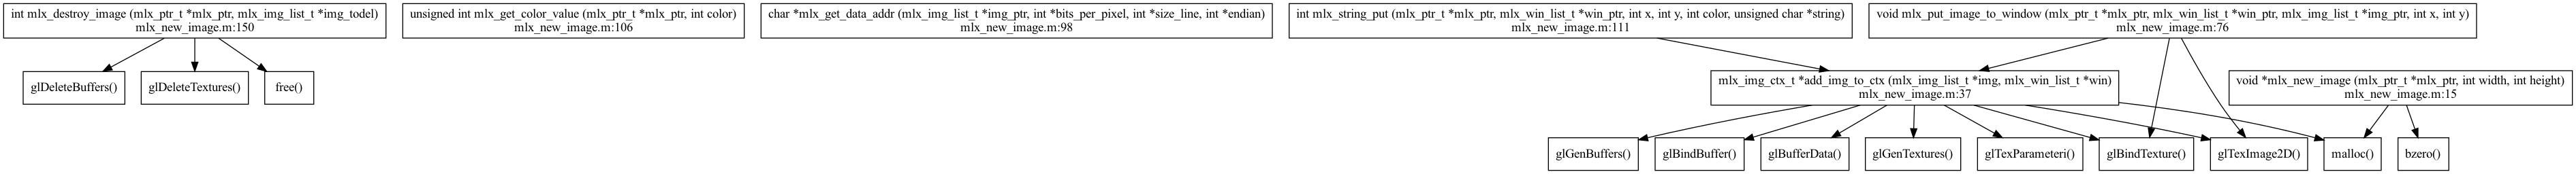 int mlx_destroy_image (mlx_ptr_t *mlx_ptr, mlx_img_list_t *img_todel)
mlx_new_image.m:150
unsigned int mlx_get_color_value (mlx_ptr_t *mlx_ptr, int color)
mlx_new_image.m:106
char *mlx_get_data_addr (mlx_img_list_t *img_ptr, int *bits_per_pixel, int *size_line, int *endian)
mlx_new_image.m:98
int mlx_string_put (mlx_ptr_t *mlx_ptr, mlx_win_list_t *win_ptr, int x, int y, int color, unsigned char *string)
mlx_new_image.m:111
void mlx_put_image_to_window (mlx_ptr_t *mlx_ptr, mlx_win_list_t *win_ptr, mlx_img_list_t *img_ptr, int x, int y)
mlx_new_image.m:76
glDeleteBuffers()
glDeleteTextures()
free()
mlx_img_ctx_t *add_img_to_ctx (mlx_img_list_t *img, mlx_win_list_t *win)
mlx_new_image.m:37
void *mlx_new_image (mlx_ptr_t *mlx_ptr, int width, int height)
mlx_new_image.m:15
glGenBuffers()
glBindBuffer()
glBufferData()
glGenTextures()
glTexParameteri()
glBindTexture()
glTexImage2D()
malloc()
bzero()